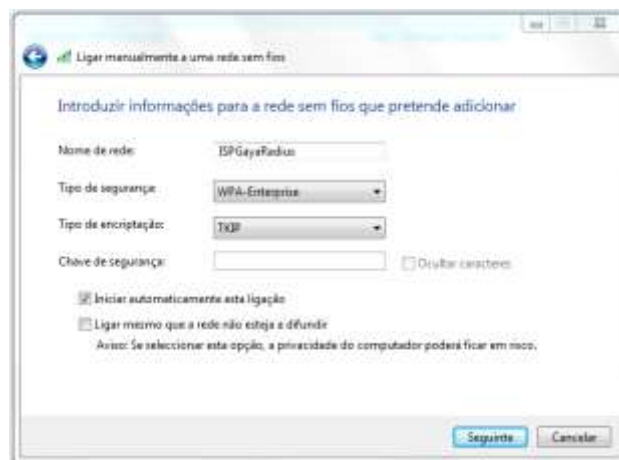 Ligar manualmente a uma rede sem fios
Introduzir informações para a rede sem fios que pretende adicionar
Nome de rede: ISPGayaRadius
Tipo de segurança: WPA-Enterprise
Tipo de encriptação: TKIP
Chave de segurança: Ocultar caracteres
Iniciar automaticamente esta ligação
Ligar mesmo que a rede não esteja a difundir
Aviso: Se seleccionar esta opção, a privacidade do computador poderá ficar em risco.
Seguinte Cancelar